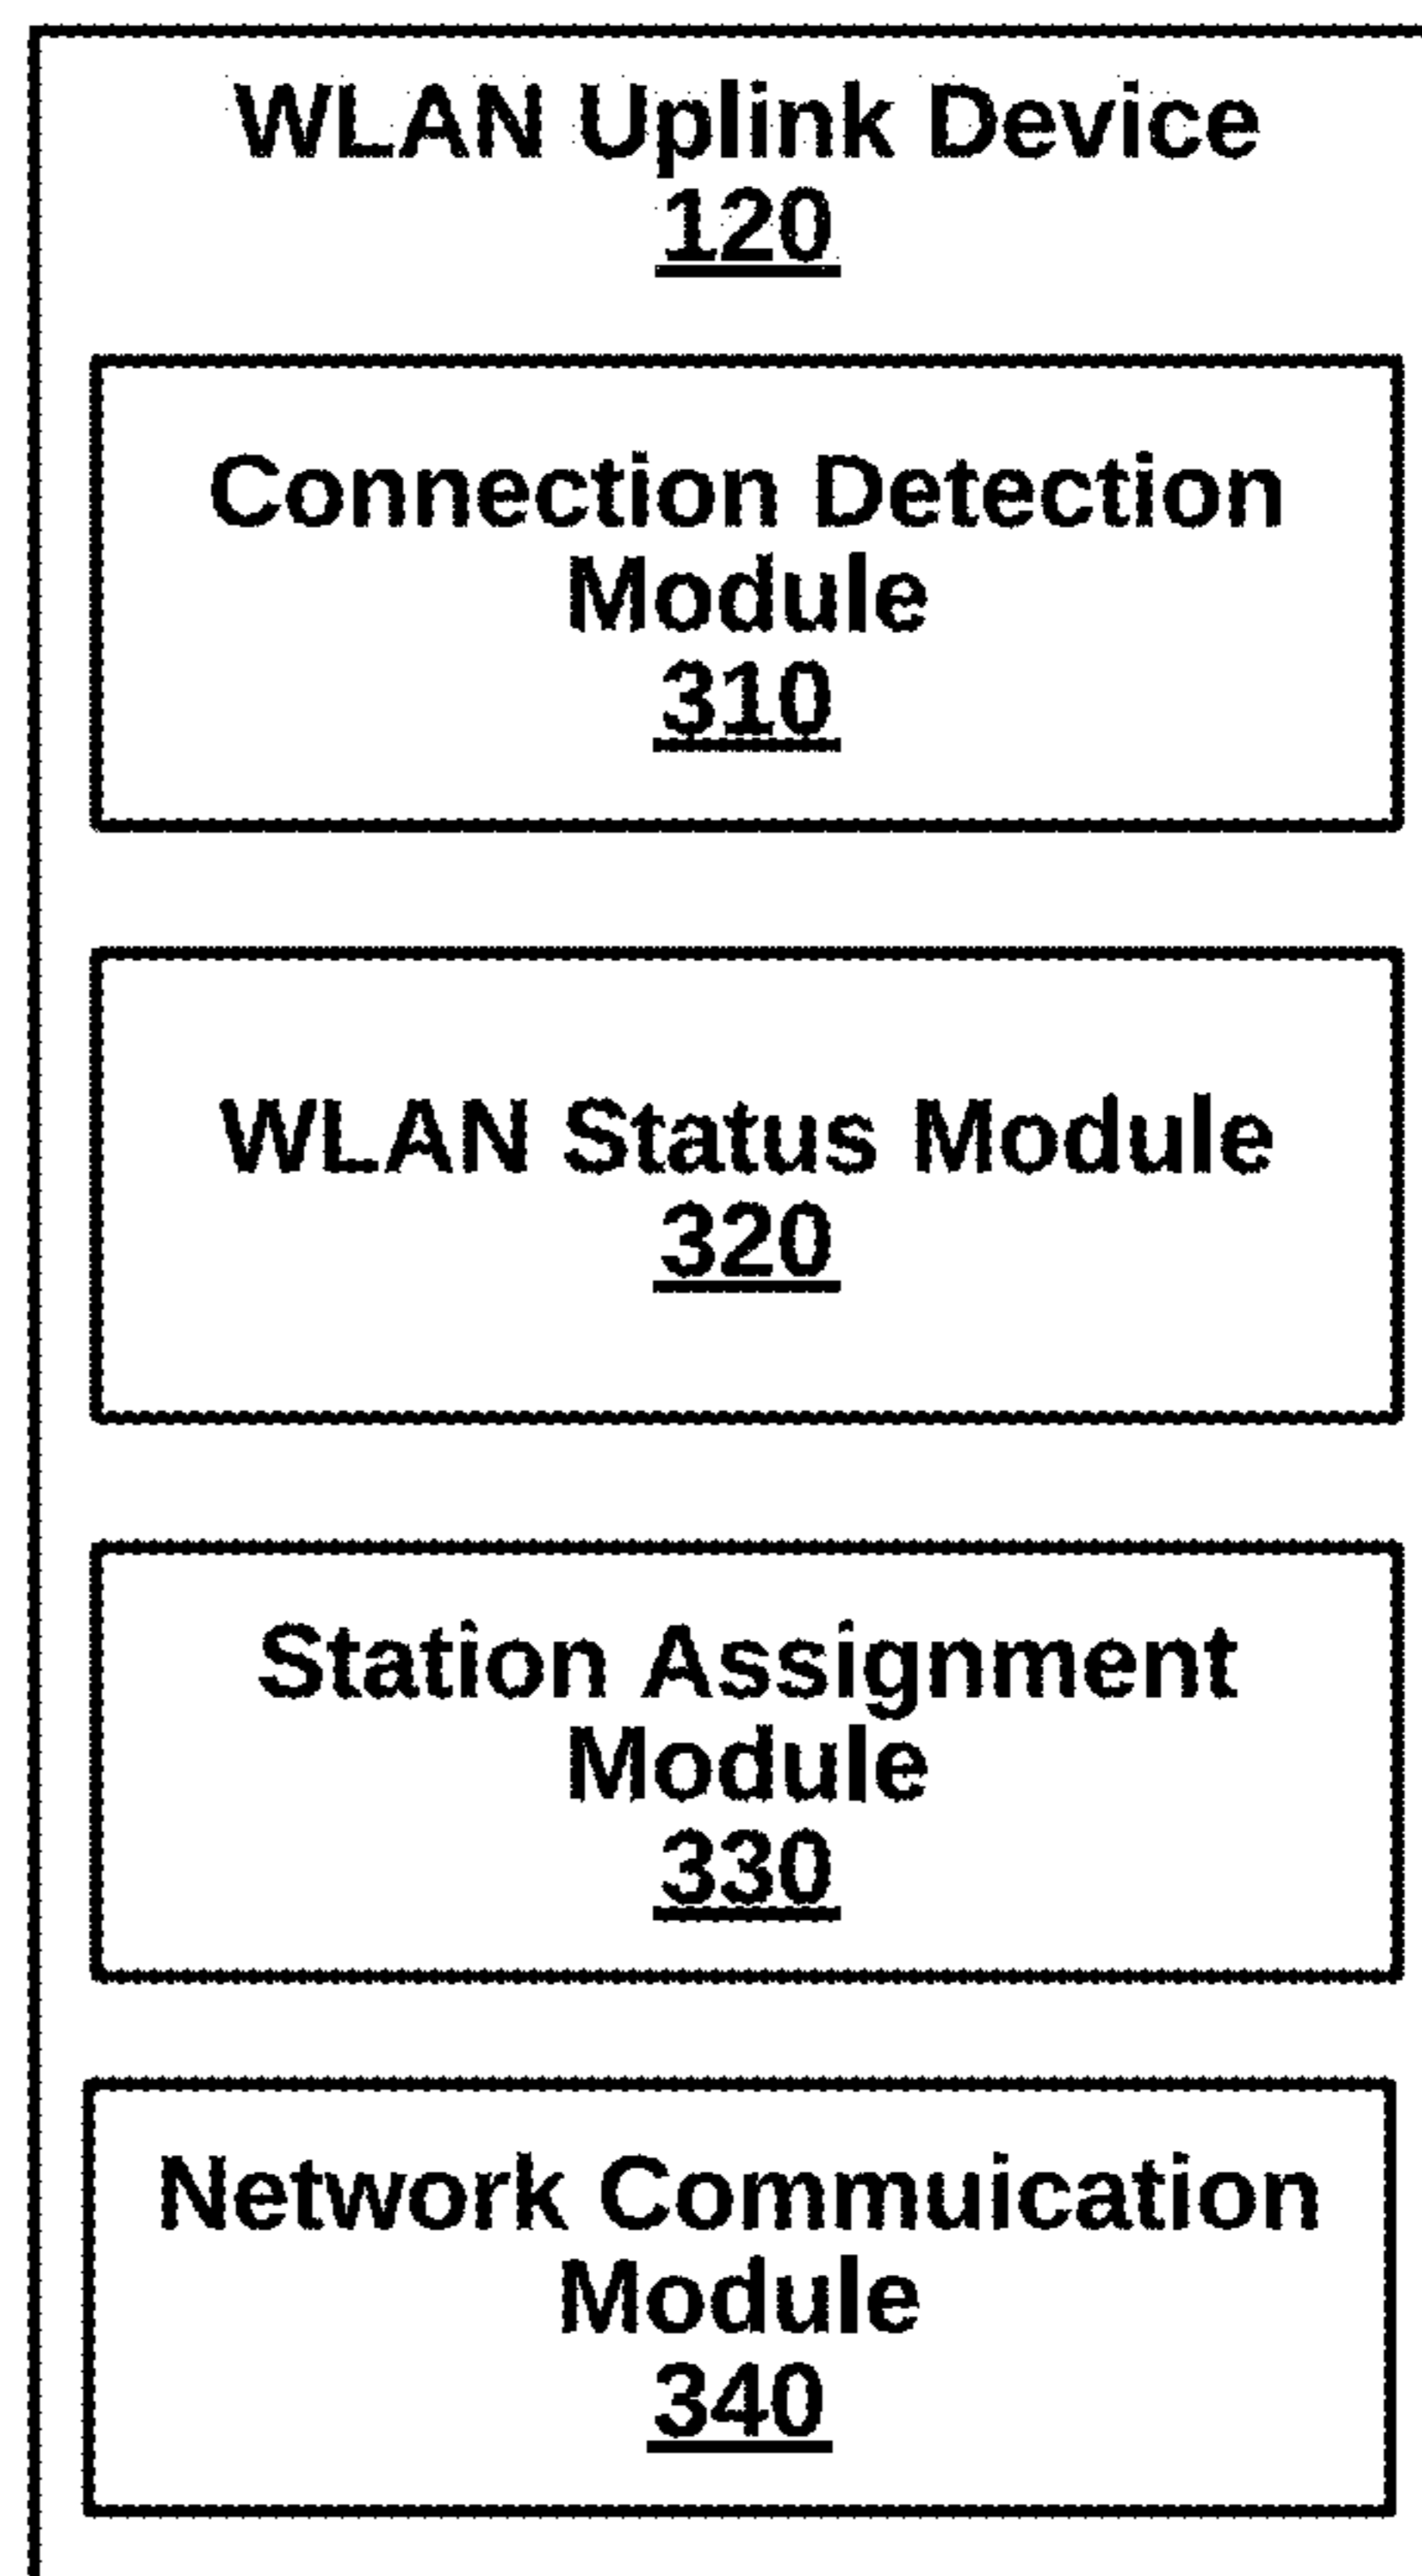 WLAN Uplink Device
120
Connection Detection
Module
310
WLAN Status Module
320
Station Assignment
Module
330
Network Commuication
Module
340